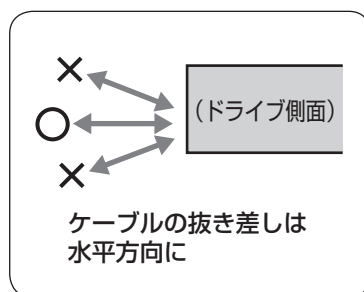 ×
○
×
（ドライブ側面）
ケーブルの抜き差しは
水平方向に